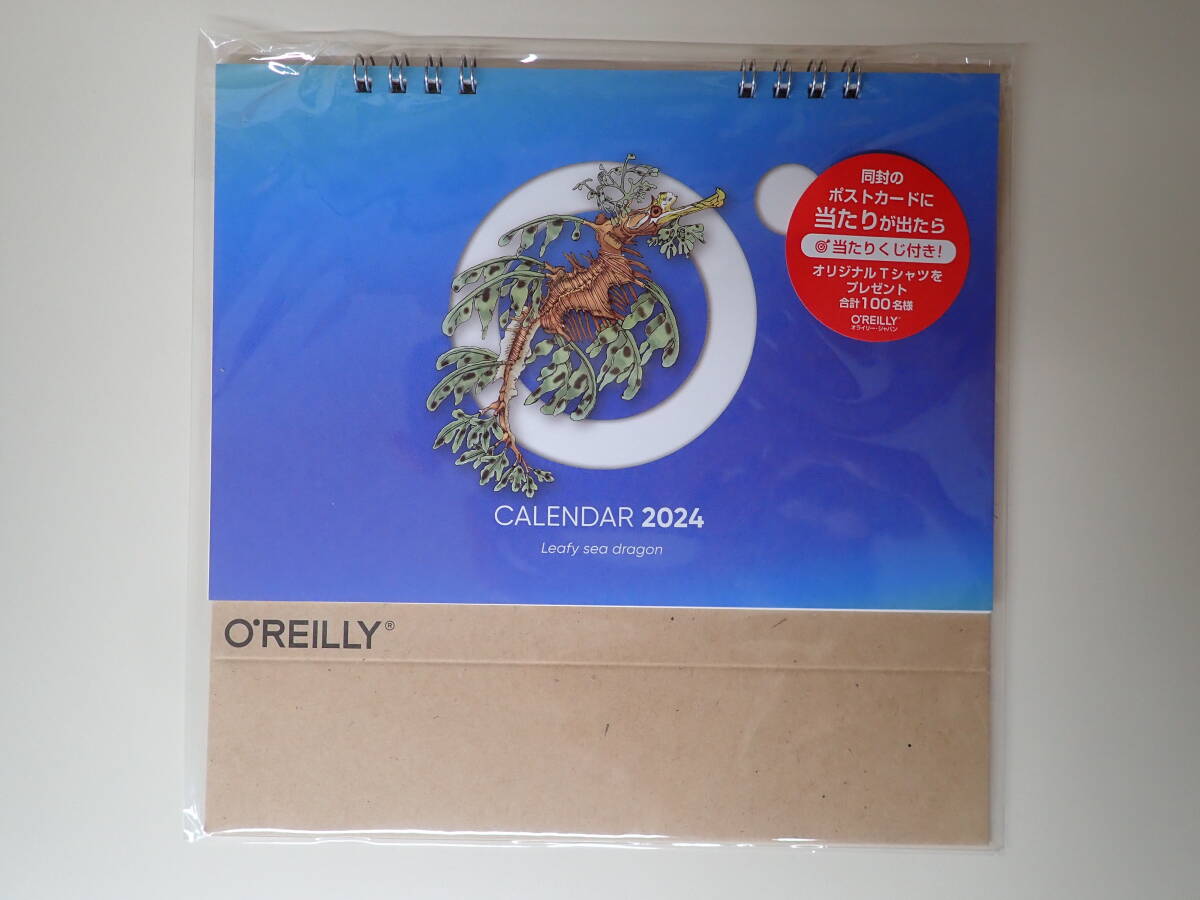 同封の
ポストカードに
当たりが出たら
当たりくじ付き!
オリジナルTシャツを
プレゼント
合計100名様
O'REILLY™
オライリー・ジャパン
CALENDAR 2024
Leafy sea dragon
O'REILLY®